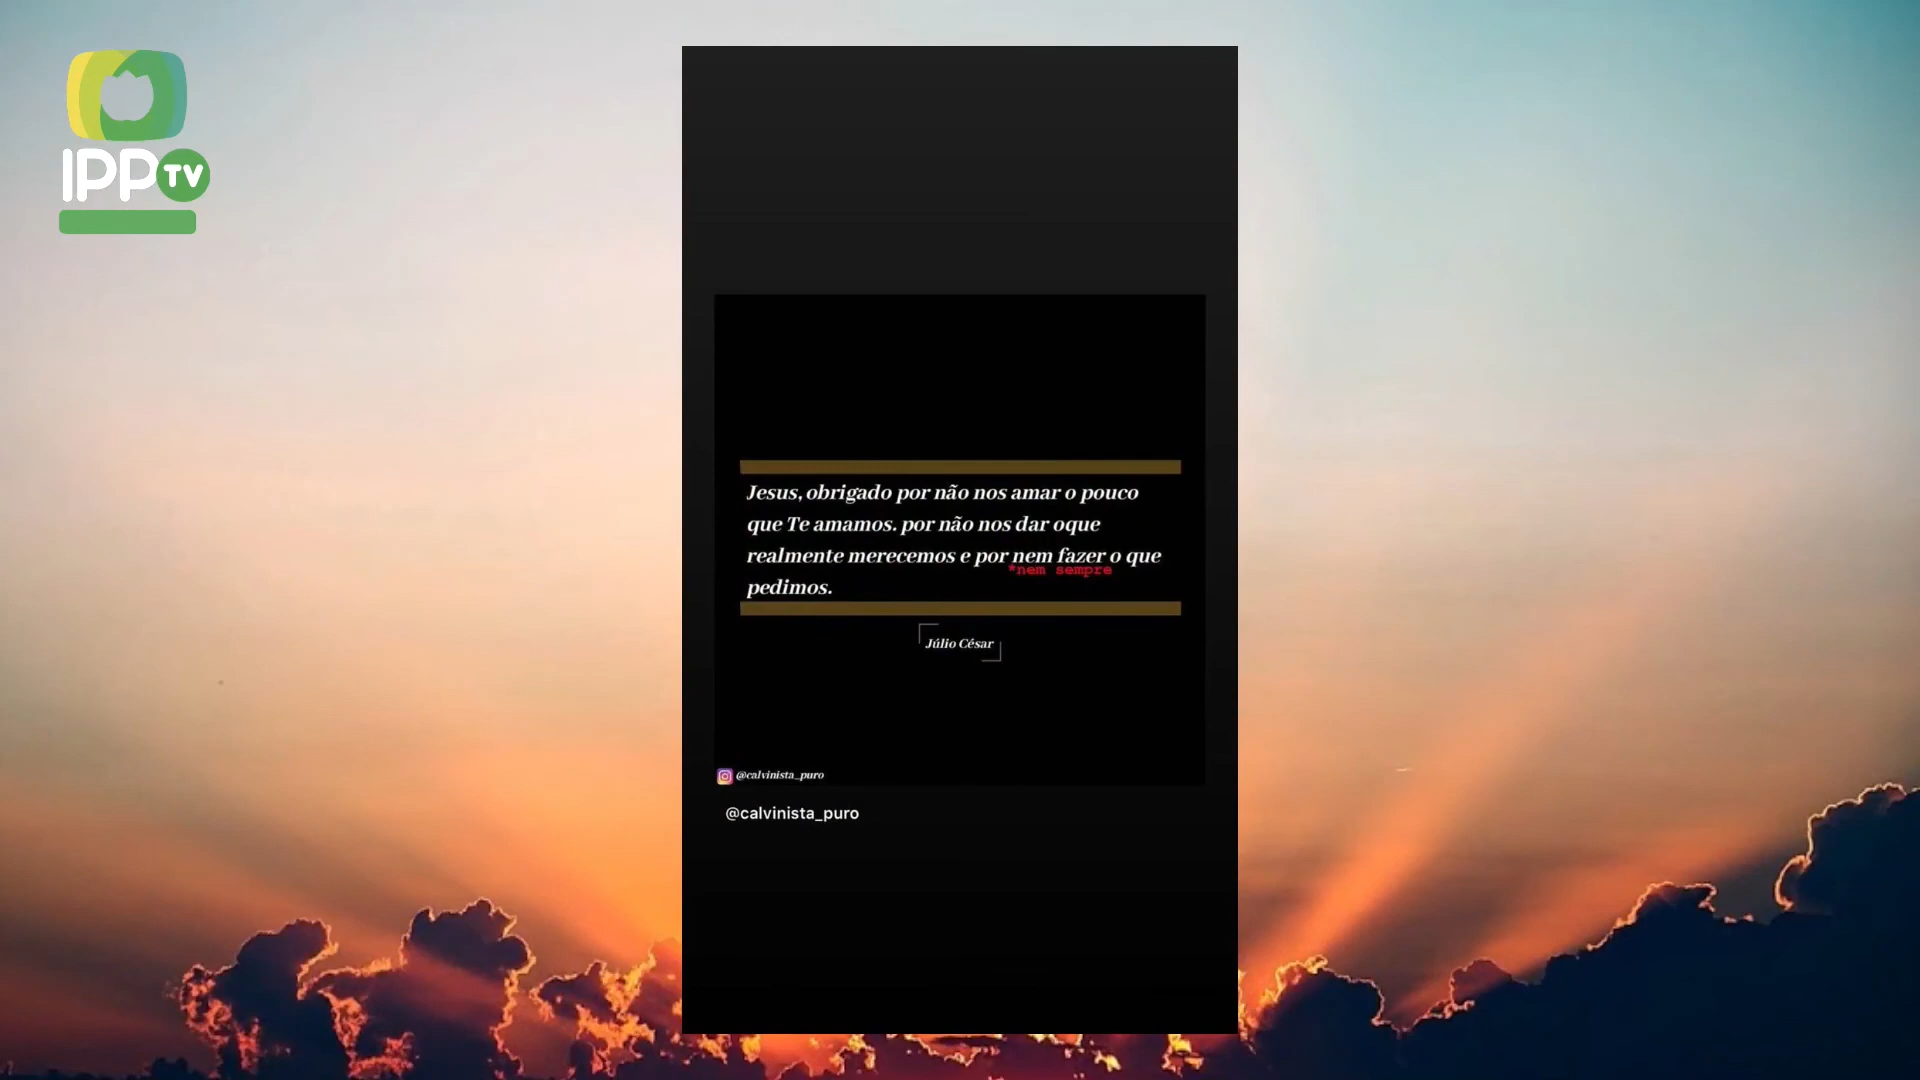 IPP TV
Jesus, obrigado por não nos amar o pouco
que Te amamos. por não nos dar oque
realmente merecemos e por nem fazer o que
*nem sempre
pedimos.
Júlio César
@calvinista_puro
@calvinista_puro